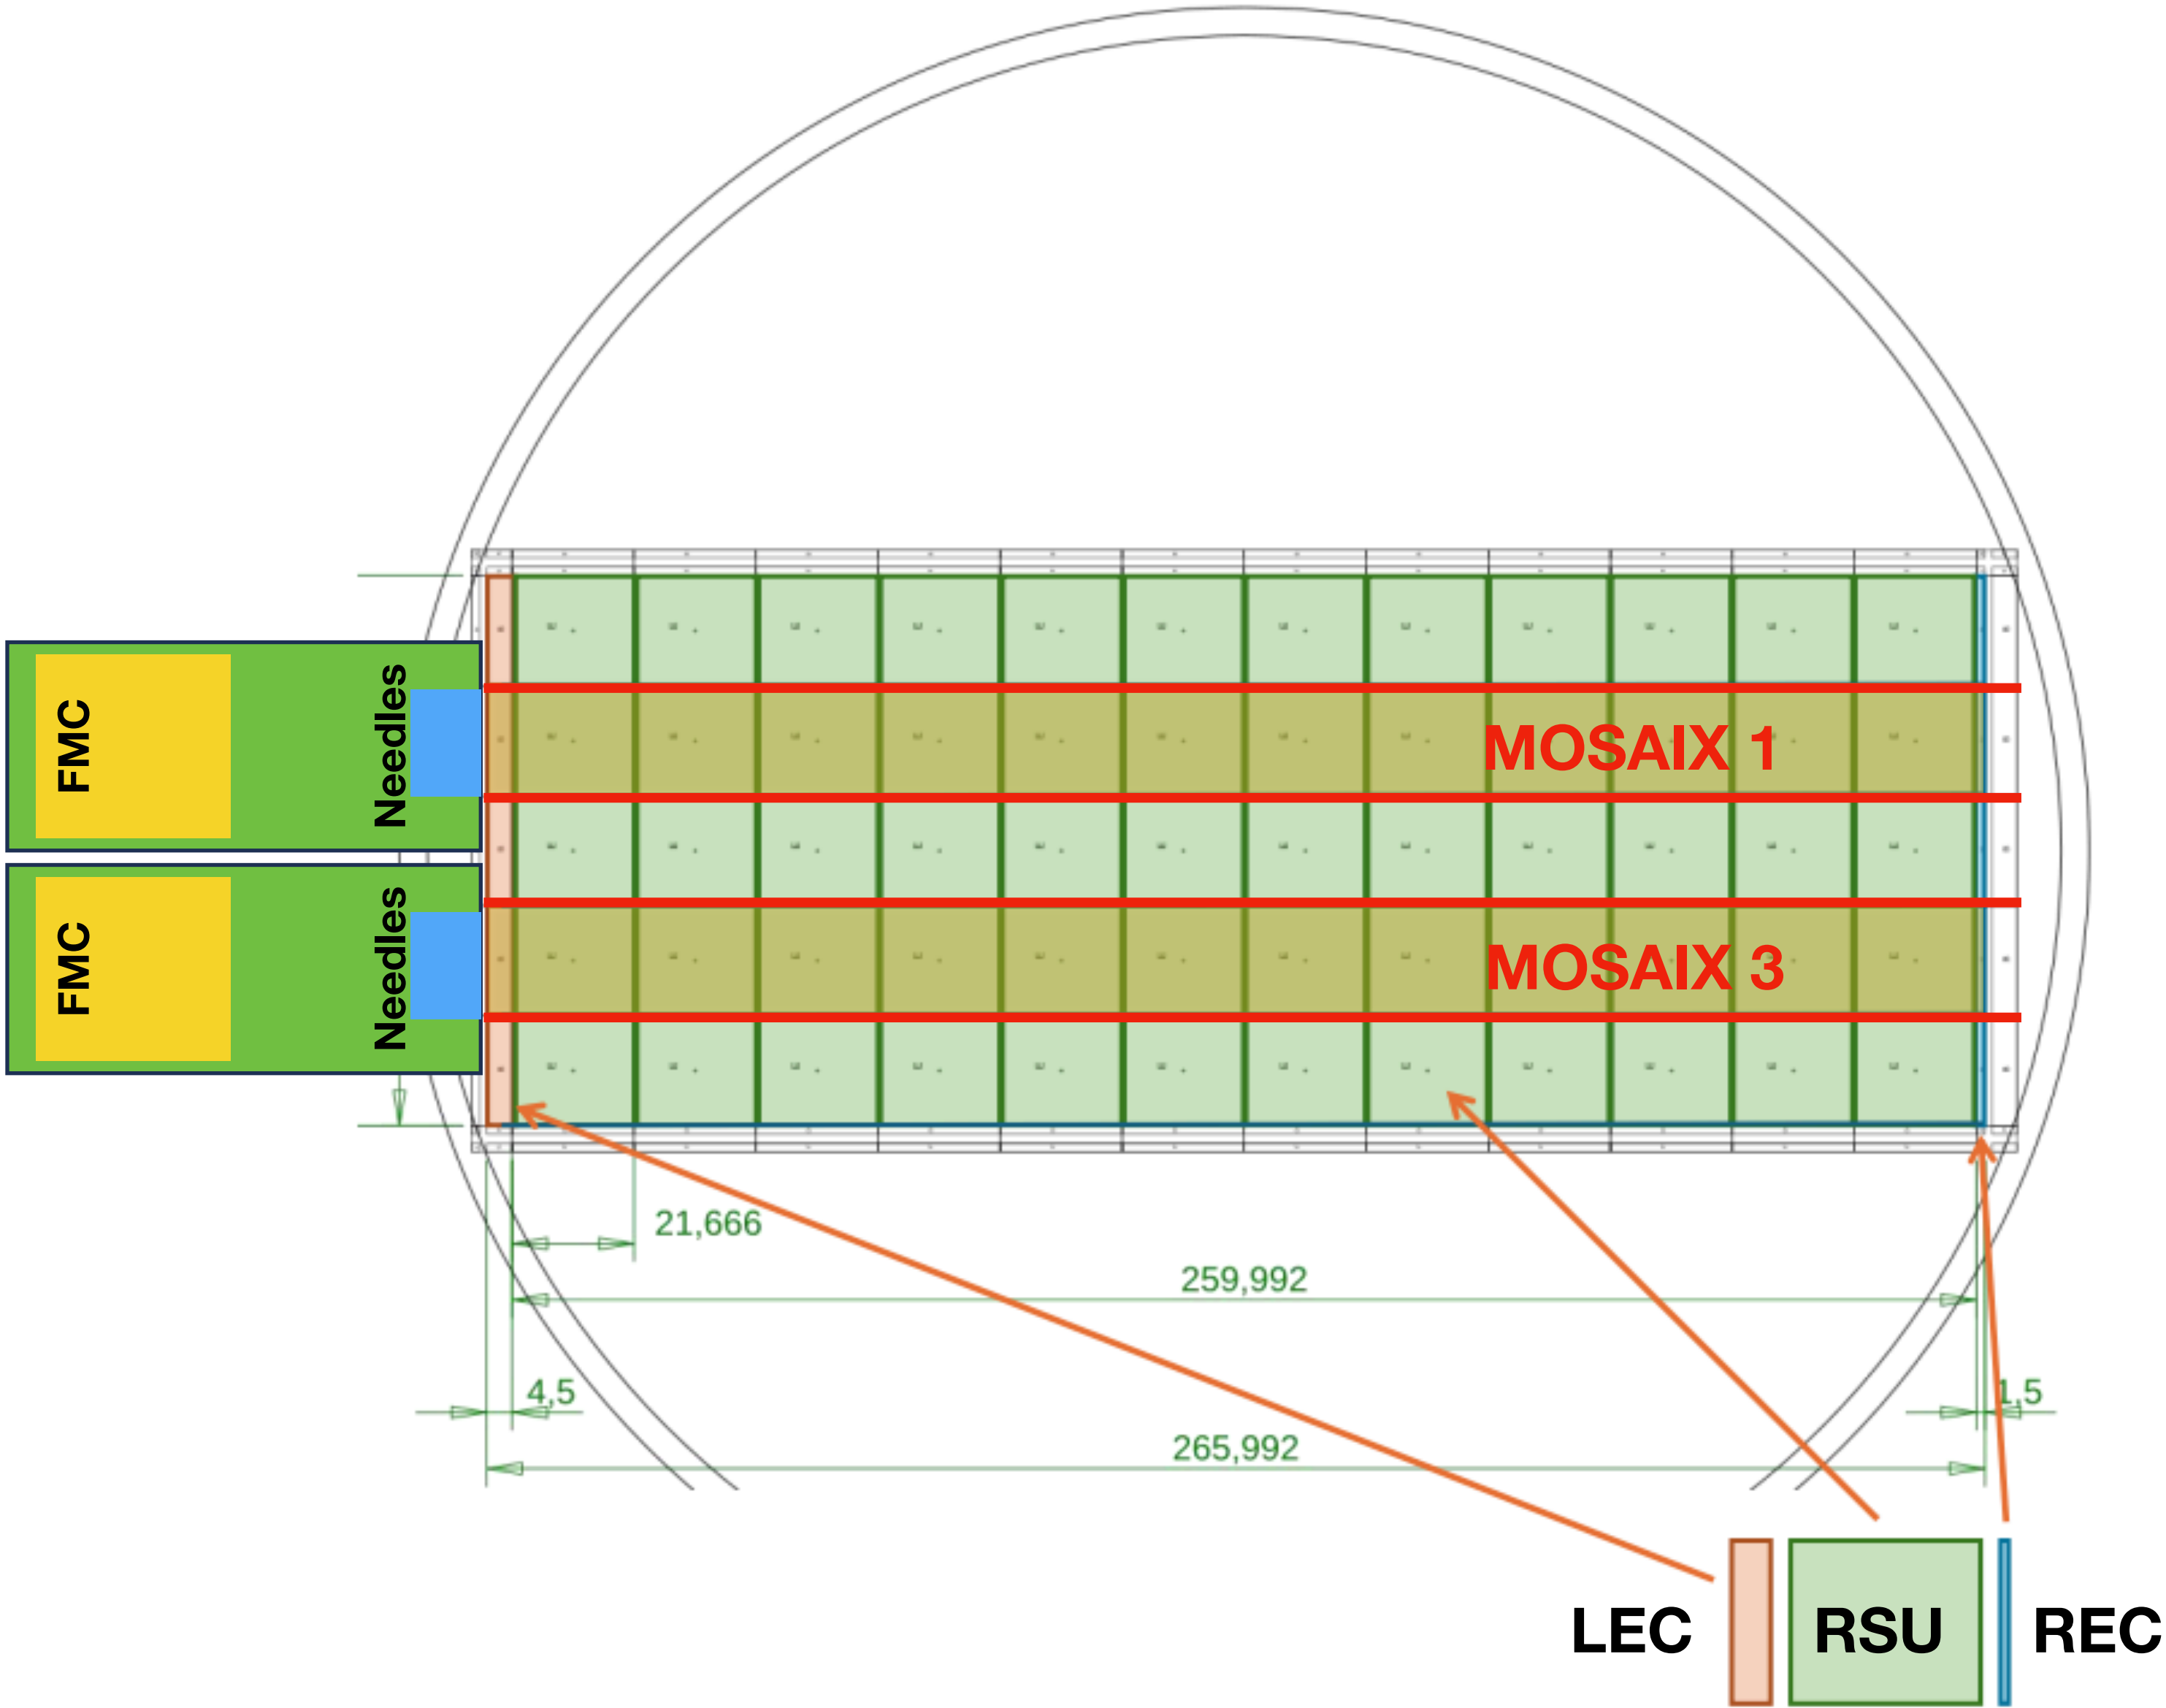 FMC
Needles
MOSAIX 1
FMC
Needles
MOSAIX 3
21,666
259,992
4,5
1,5
265,992
LEC
RSU
REC